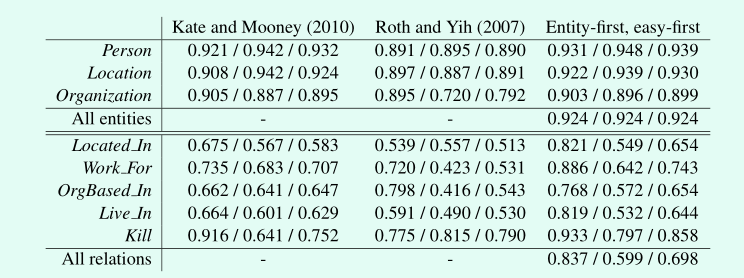 Kate and Mooney (2010) Roth and Yih (2007) Entity-first, easy-first
Person 0.921 / 0.942 / 0.932 0.891 / 0.895 / 0.890 0.931 / 0.948 / 0.939
Location 0.908 / 0.942 / 0.924 0.897 / 0.887 / 0.891 0.922 / 0.939 / 0.930
Organization 0.905 / 0.887 / 0.895 0.895 / 0.720 / 0.792 0.903 / 0.896 / 0.899
All entities - - 0.924 / 0.924 / 0.924
Located_In 0.675 / 0.567 / 0.583 0.539 / 0.557 / 0.513 0.821 / 0.549 / 0.654
Work_For 0.735 / 0.683 / 0.707 0.720 / 0.423 / 0.531 0.886 / 0.642 / 0.743
OrgBased_In 0.662 / 0.641 / 0.647 0.798 / 0.416 / 0.543 0.768 / 0.572 / 0.654
Live_In 0.664 / 0.601 / 0.629 0.591 / 0.490 / 0.530 0.819 / 0.532 / 0.644
Kill 0.916 / 0.641 / 0.752 0.775 / 0.815 / 0.790 0.933 / 0.797 / 0.858
All relations - - 0.837 / 0.599 / 0.698